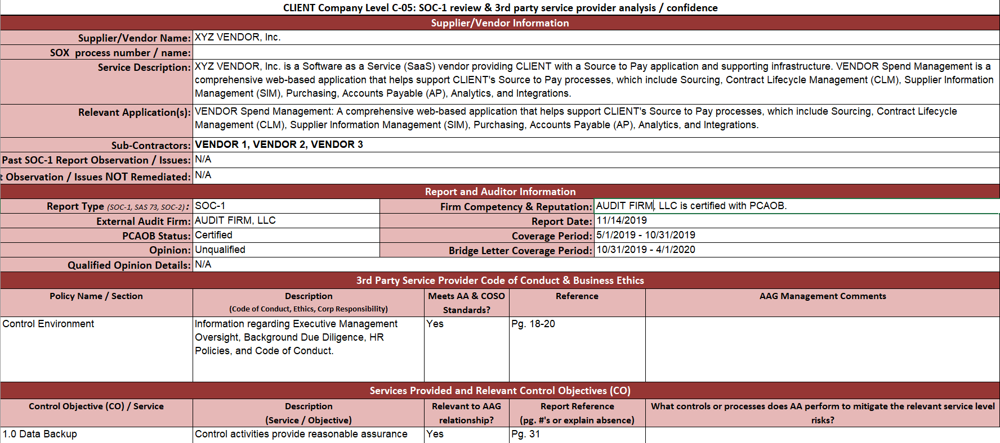 CLIENT Company Level C-05: SOC-1 review & 3rd party service provider analysis / confidence
Supplier/Vendor Information
Supplier/Vendor Name: XYZ VENDOR, Inc.
SOX process number / name:
Service Description: XYZ VENDOR, Inc. is a Software as a Service (SaaS) vendor providing CLIENT with a Source to Pay application and supporting infrastructure. VENDOR Spend Management is a
comprehensive web-based application that helps support CLIENT's Source to Pay processes, which include Sourcing, Contract Lifecycle Management (CLM), Supplier Information
Management (SIM), Purchasing, Accounts Payable (AP), Analytics, and Integrations.
Relevant Application(s): VENDOR Spend Management: A comprehensive web-based application that helps support CLIENT's Source to Pay processes, which include Sourcing, Contract Lifecycle
Management (CLM), Supplier Information Management (SIM), Purchasing, Accounts Payable (AP), Analytics, and Integrations.
Sub-Contractors: VENDOR 1, VENDOR 2, VENDOR 3
Past SOC-1 Report Observation / Issues: N/A
t Observation / Issues NOT Remediated: N/A
Report and Auditor Information
Report Type (SOC-1, SAS 73, SOC-2) : SOC-1 Firm Competency & Reputation: AUDIT FIRM, LLC is certified with PCAOB.
External Audit Firm: AUDIT FIRM, LLC Report Date: 11/14/2019
PCAOB Status: Certified Coverage Period: 5/1/2019 - 10/31/2019
Opinion: Unqualified Bridge Letter Coverage Period: 10/31/2019 - 4/1/2020
Qualified Opinion Details: N/A
3rd Party Service Provider Code of Conduct & Business Ethics
Policy Name / Section
Description
(Code of Conduct, Ethics, Corp Responsibility)
Meets AA & COSO
Standards?
Reference
AAG Management Comments
Control Environment
Information regarding Executive Management
Oversight, Background Due Diligence, HR
Policies, and Code of Conduct.
Yes
Pg. 18-20
Services Provided and Relevant Control Objectives (CO)
Control Objective (CO) / Service
Description
(Service / Objective)
Relevant to AAG
relationship?
Report Reference
(pg. #'s or explain absence)
What controls or processes does AA perform to mitigate the relevant service level
risks?
1.0 Data Backup
Control activities provide reasonable assurance
Yes
Pg. 31